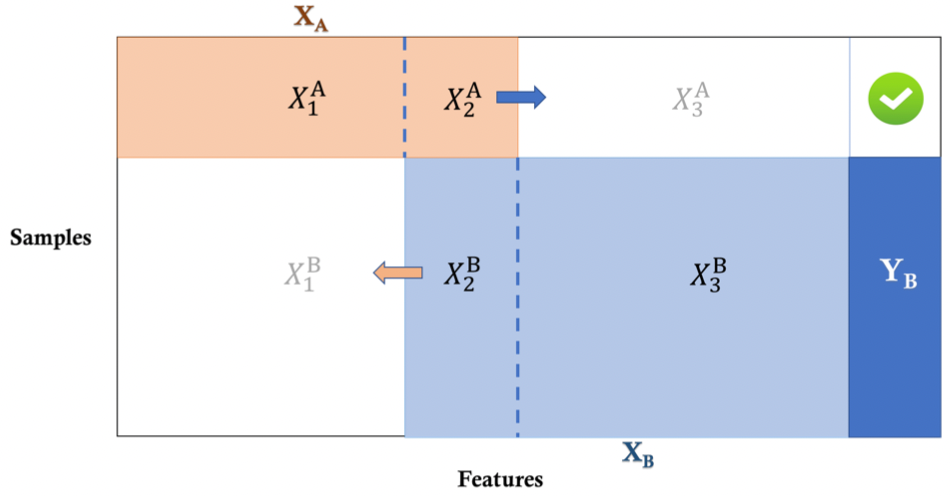 X_A
X_1^A X_2^A X_3^A
Samples
X_1^B X_2^B X_3^B Y_B
X_B
Features